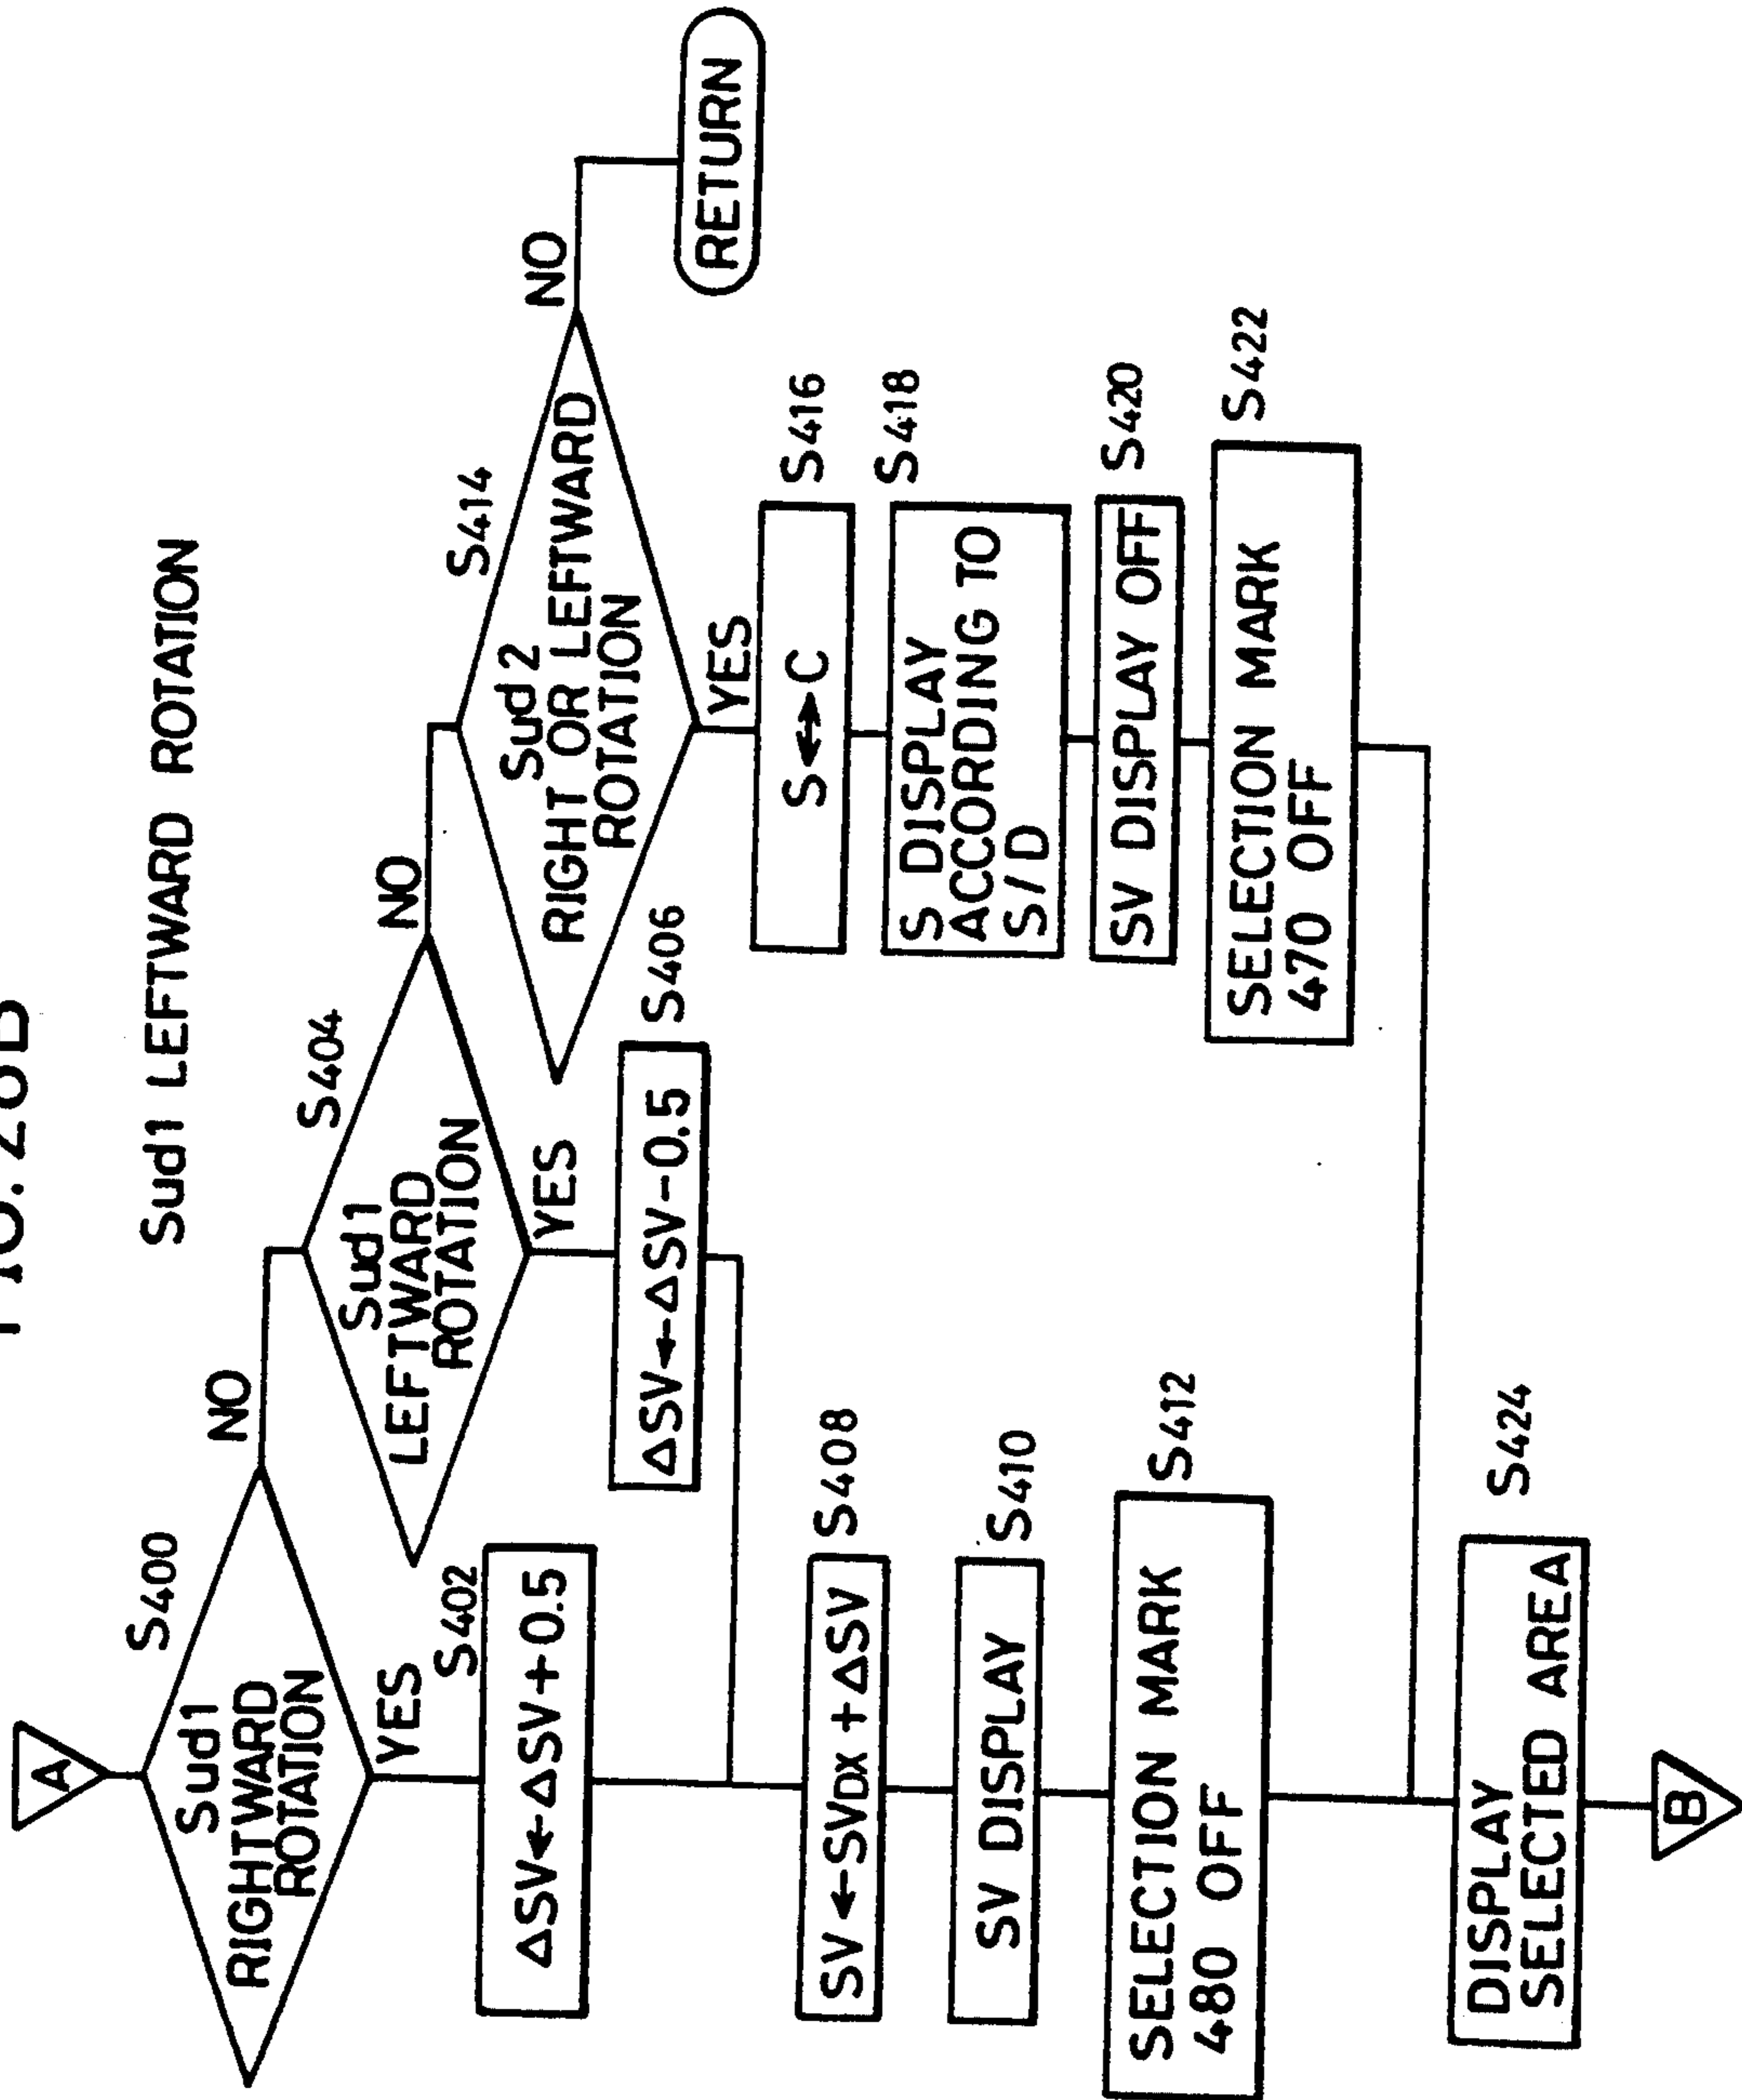 Sud1 LEFTWARD ROTATION
A
S400
Sud1
RIGHTWARD
ROTATION
NO
YES
S402
ΔSV←ΔSV+0.5
S404
Sud1
LEFTWARD
ROTATION
NO
YES
S406
ΔSV←ΔSV-0.5
S408
SV←SVDX+ΔSV
S410
SV DISPLAY
S412
SELECTION MARK
480 OFF
S414
Sud2
RIGHT OR LEFTWARD
ROTATION
NO
RETURN
YES
S416
S↔C
S418
S DISPLAY
ACCORDING TO
S/D
S420
SV DISPLAY OFF
S422
SELECTION MARK
470 OFF
S424
DISPLAY
SELECTED AREA
B